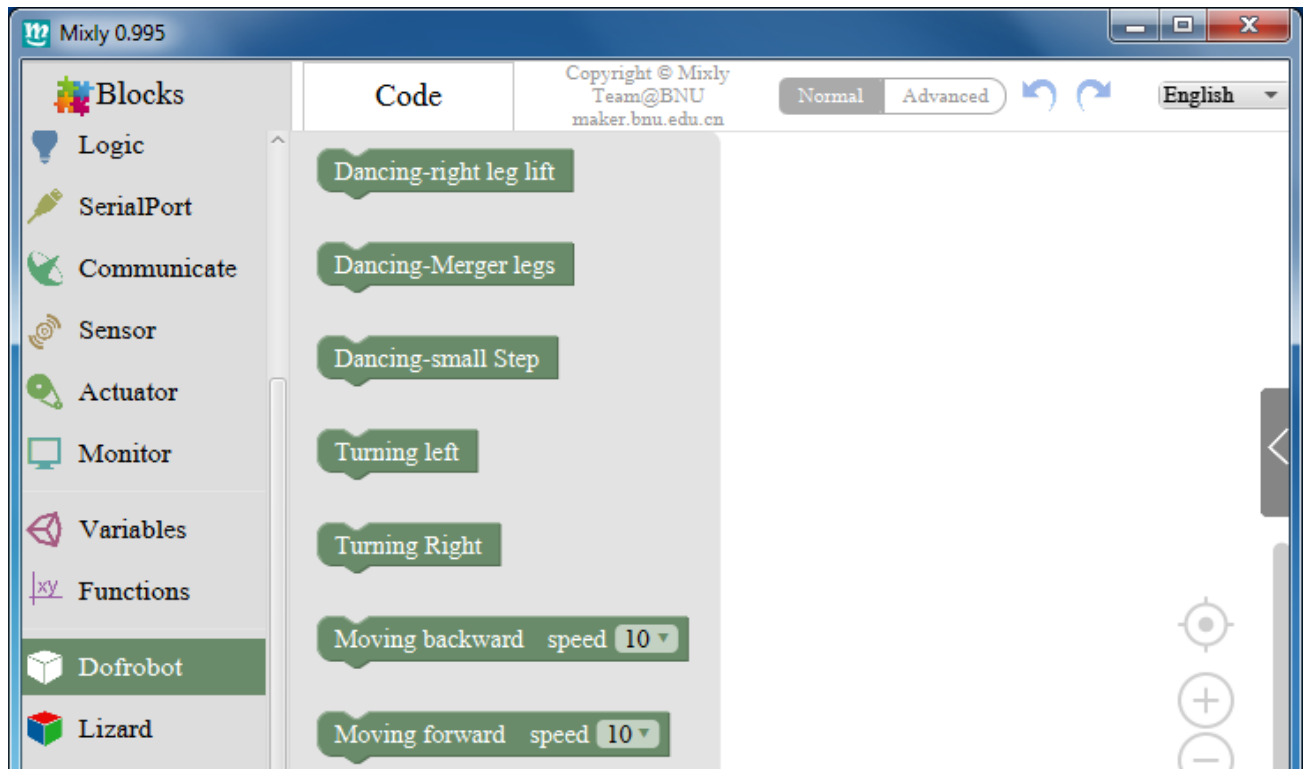 Mixly 0.995
Blocks
Code
Copyright © Mixly
Team@BNU
maker.bnu.edu.cn
Normal
Advanced
English
Logic
SerialPort
Communicate
Sensor
Actuator
Monitor
Variables
xy
Functions
Dofrobot
Lizard
Dancing-right leg lift
Dancing-Merger legs
Dancing-small Step
Turning left
Turning Right
Moving backward speed 10
Moving forward speed 10